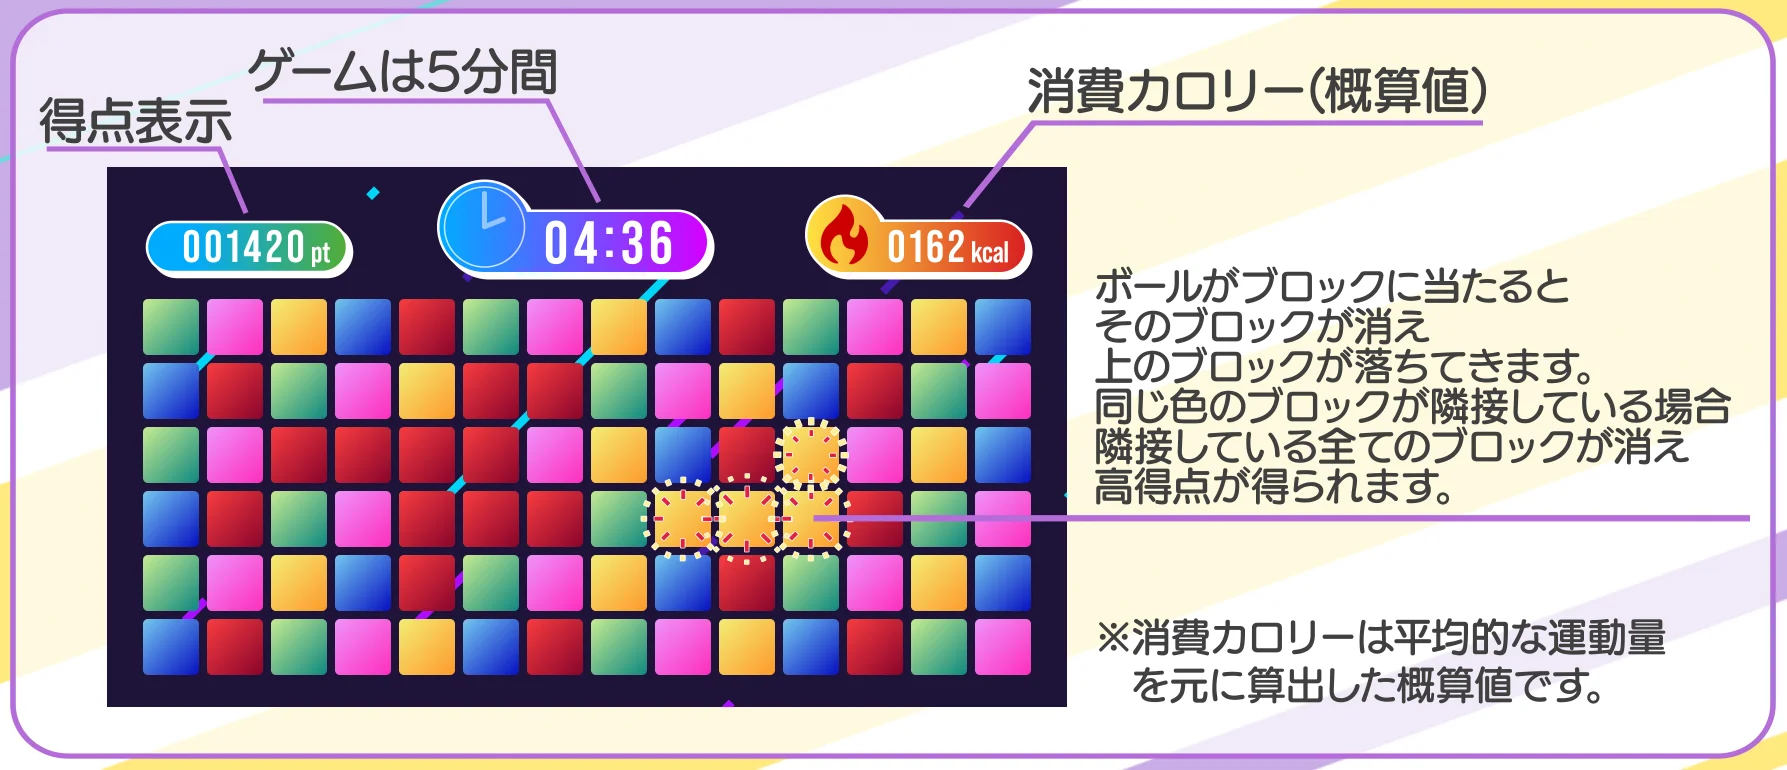 ゲームは5分間
得点表示
消費カロリー(概算値)
001420 pt
04:36
0162 kcal
ボールがブロックに当たると
そのブロックが消え
上のブロックが落ちてきます。
同じ色のブロックが隣接している場合
隣接している全てのブロックが消え
高得点が得られます。
※消費カロリーは平均的な運動量
を元に算出した概算値です。